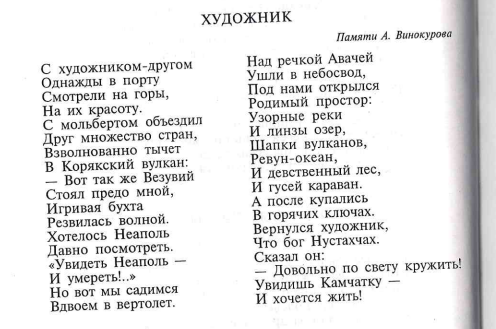 ХУДОЖНИК
Памяти А. Винокурова
С художником-другом
Однажды в порту
Смотрели на горы,
На их красоту.
С мольбертом объездил
Друг множество стран,
Взволнованно тычет
В Корякский вулкан:
— Вот так же Везувий
Стоял предо мной,
Игривая бухта
Резвилась волной.
Хотелось Неаполь
Давно посмотреть.
«Увидеть Неаполь —
И умереть!..»
Но вот мы садимся
Вдвоем в вертолет.
Над речкой Авачей
Ушли в небосвод,
Под нами открылся
Родимый простор:
Узорные реки
И линзы озер,
Шапки вулканов,
Ревун-океан,
И девственный лес,
И гусей караван.
А после купались
В горячих ключах.
Вернулся художник,
Что бог Нустахчах.
Сказал он:
— Довольно по свету кружить!
Увидишь Камчатку —
И хочется жить!